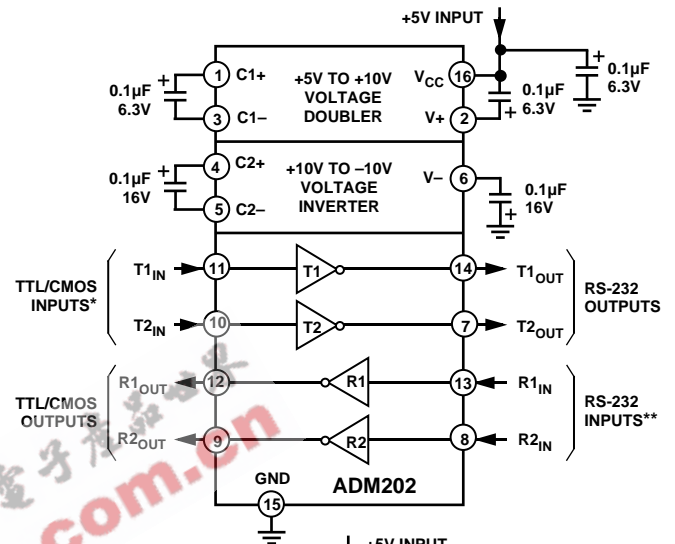 +5V INPUT
0.1µF
6.3V
1
C1+
3
C1–
+5V TO +10V
VOLTAGE
DOUBLER
VCC
16
V+
2
0.1µF
6.3V
0.1µF
6.3V
0.1µF
16V
4
C2+
5
C2–
+10V TO –10V
VOLTAGE
INVERTER
V–
6
0.1µF
16V
TTL/CMOS
INPUTS*
T1IN
11
T1
14
T1OUT
T2IN
10
T2
7
T2OUT
RS-232
OUTPUTS
TTL/CMOS
OUTPUTS
R1OUT
12
R1
13
R1IN
R2OUT
9
R2
8
R2IN
RS-232
INPUTS**
GND
15
ADM202
+5V INPUT
com.cn